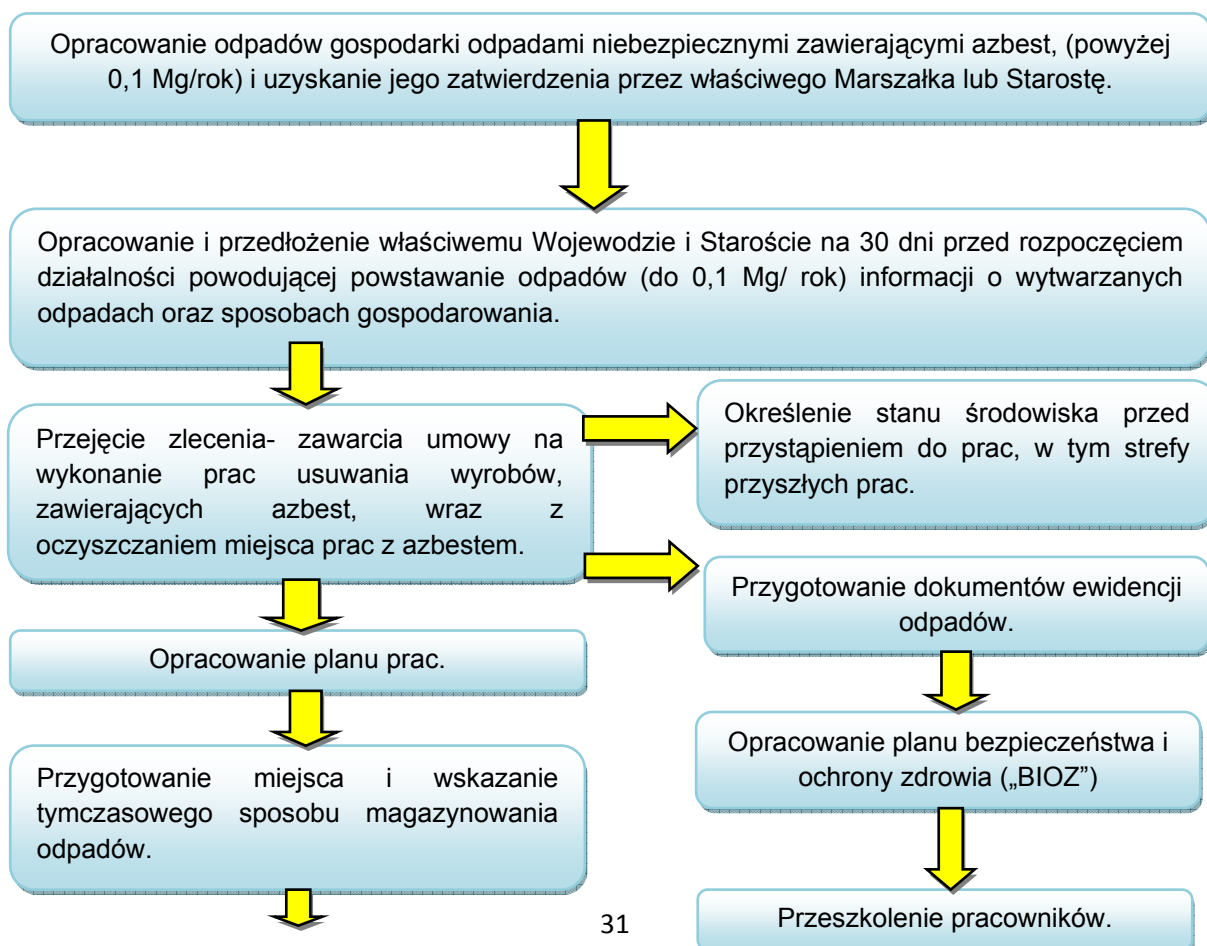 Opracowanie odpadów gospodarki odpadami niebezpiecznymi zawierającymi azbest, (powyżej
0,1 Mg/rok) i uzyskanie jego zatwierdzenia przez właściwego Marszałka lub Starostę.
Opracowanie i przedłożenie właściwemu Wojewodzie i Staroście na 30 dni przed rozpoczęciem
działalności powodującej powstawanie odpadów (do 0,1 Mg/ rok) informacji o wytwarzanych
odpadach oraz sposobach gospodarowania.
Przejęcie zlecenia- zawarcia umowy na
wykonanie prac usuwania wyrobów,
zawierających azbest, wraz z
oczyszczaniem miejsca prac z azbestem.
Określenie stanu środowiska przed
przystąpieniem do prac, w tym strefy
przyszłych prac.
Przygotowanie dokumentów ewidencji
odpadów.
Opracowanie planu prac.
Opracowanie planu bezpieczeństwa i
ochrony zdrowia („BIOZ”)
Przygotowanie miejsca i wskazanie
tymczasowego sposobu magazynowania
odpadów.
Przeszkolenie pracowników.
31